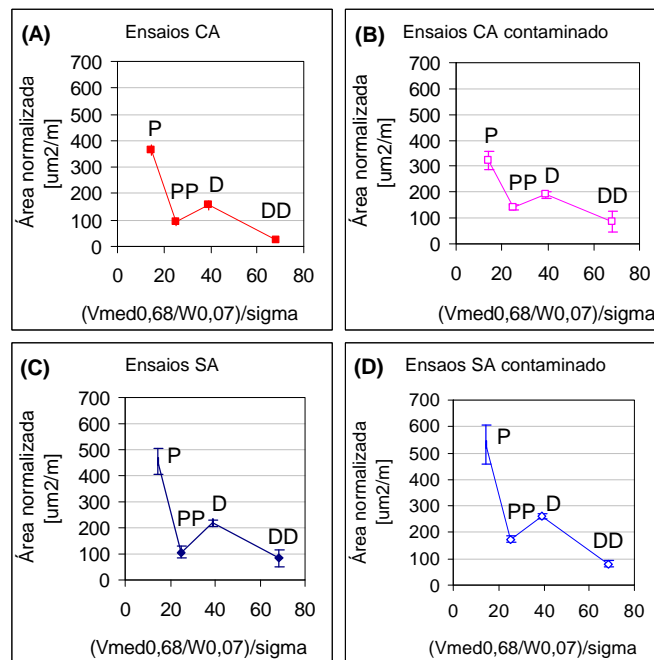 (A)
Ensaios CA
Área normalizada
[um2/m]
700
600
500
400
300
200
100
0
P
PP
D
DD
0 20 40 60 80
(Vmed0,68/W0,07)/sigma
(B)
Ensaios CA contaminado
Área normalizada
[um2/m]
700
600
500
400
300
200
100
0
P
PP
D
DD
0 20 40 60 80
(Vmed0,68/W0,07)/sigma
(C)
Ensaios SA
Área normalizada
[um2/m]
700
600
500
400
300
200
100
0
P
PP
D
DD
0 20 40 60 80
(Vmed0,68/W0,07)/sigma
(D)
Ensaos SA contaminado
Área normalizada
[um2/m]
700
600
500
400
300
200
100
0
P
PP
D
DD
0 20 40 60 80
(Vmed0,68/W0,07)/sigma